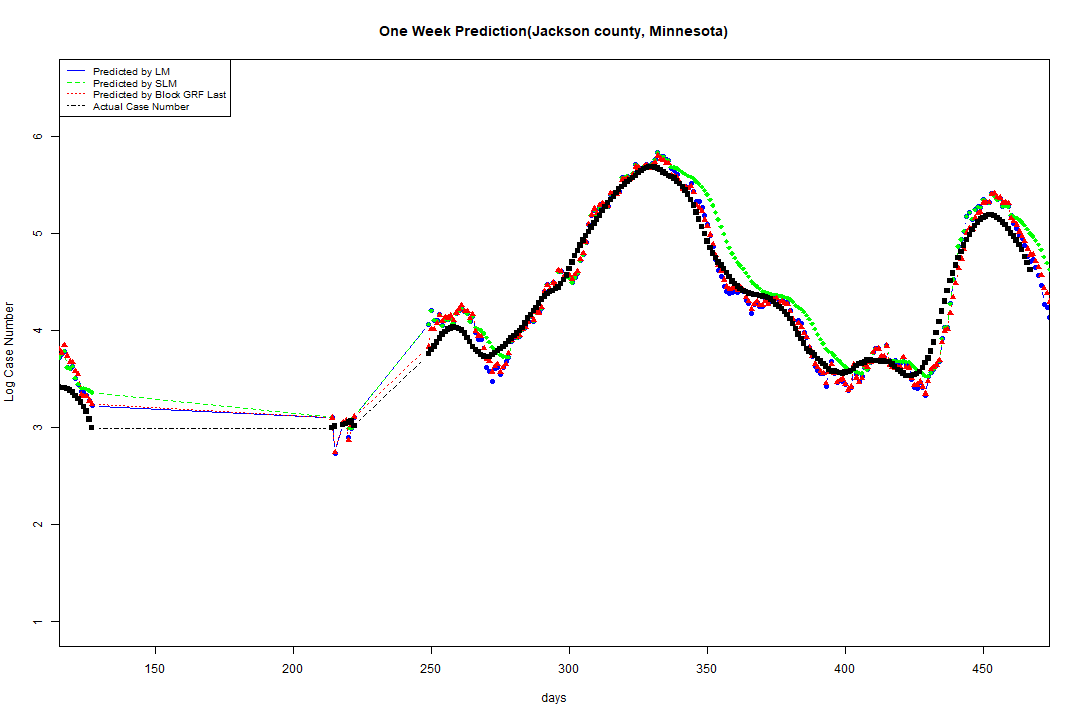 One Week Prediction(Jackson county, Minnesota)
Predicted by LM
Predicted by SLM
Predicted by Block GRF Last
Actual Case Number
6
5
4
3
2
1
Log Case Number
150 200 250 300 350 400 450
days